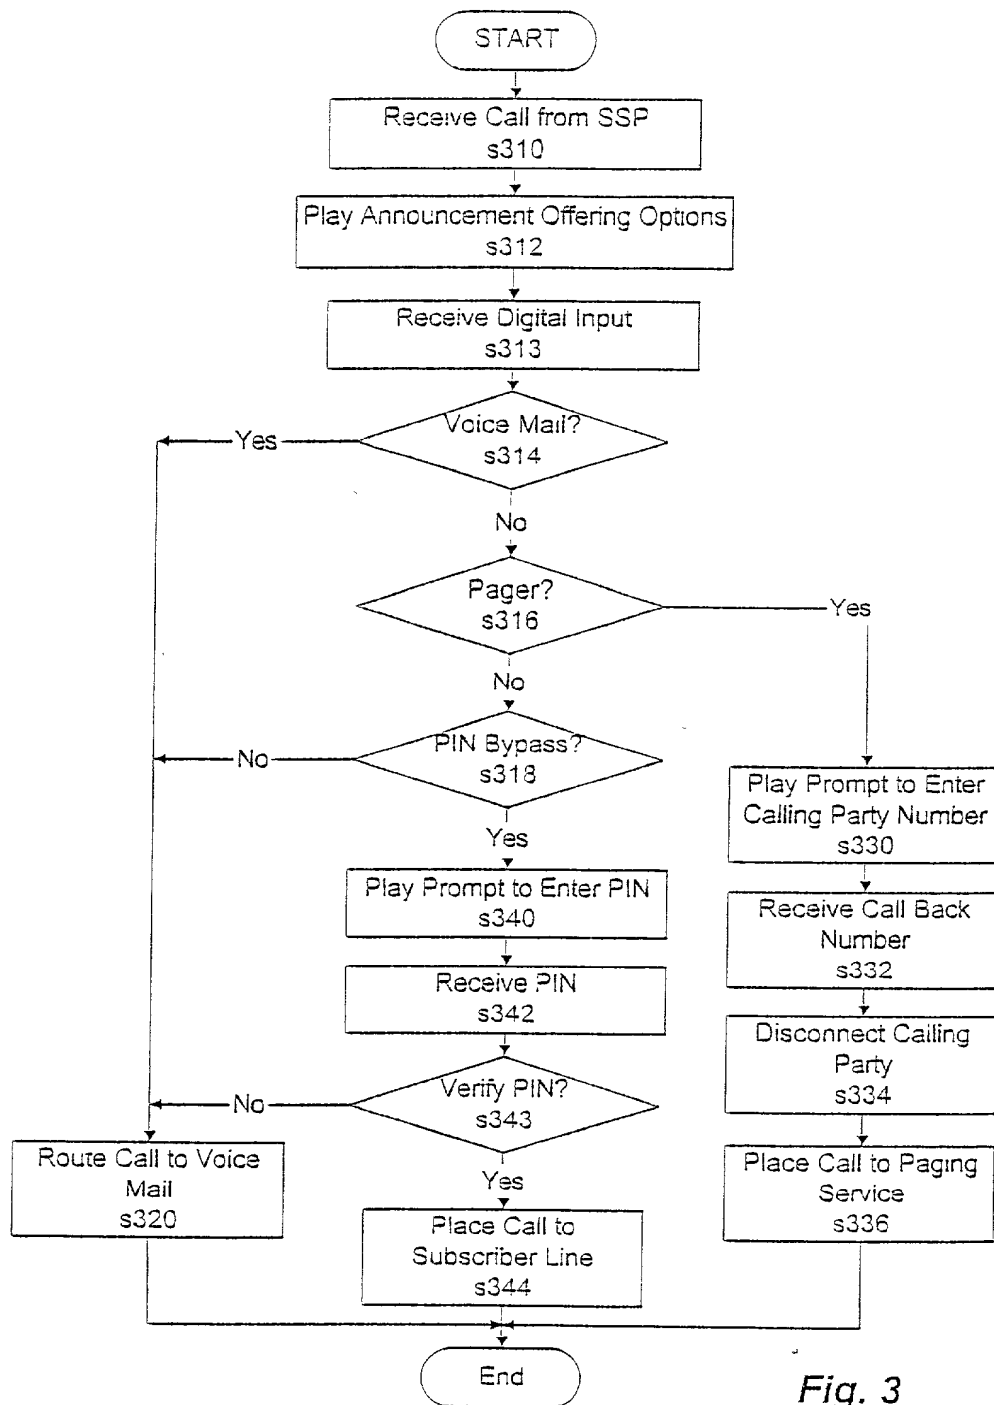 START
Receive Call from SSP
s310
Play Announcement Offering Options
s312
Receive Digital Input
s313
Voice Mail?
s314
Yes
No
Pager?
s316
Yes
No
PIN Bypass?
s318
No
Yes
Play Prompt to Enter
Calling Party Number
s330
Play Prompt to Enter PIN
s340
Receive Call Back
Number
s332
Receive PIN
s342
Disconnect Calling
Party
s334
Verify PIN?
s343
No
Yes
Route Call to Voice
Mail
s320
Place Call to Paging
Service
s336
Place Call to
Subscriber Line
s344
End
Fig. 3